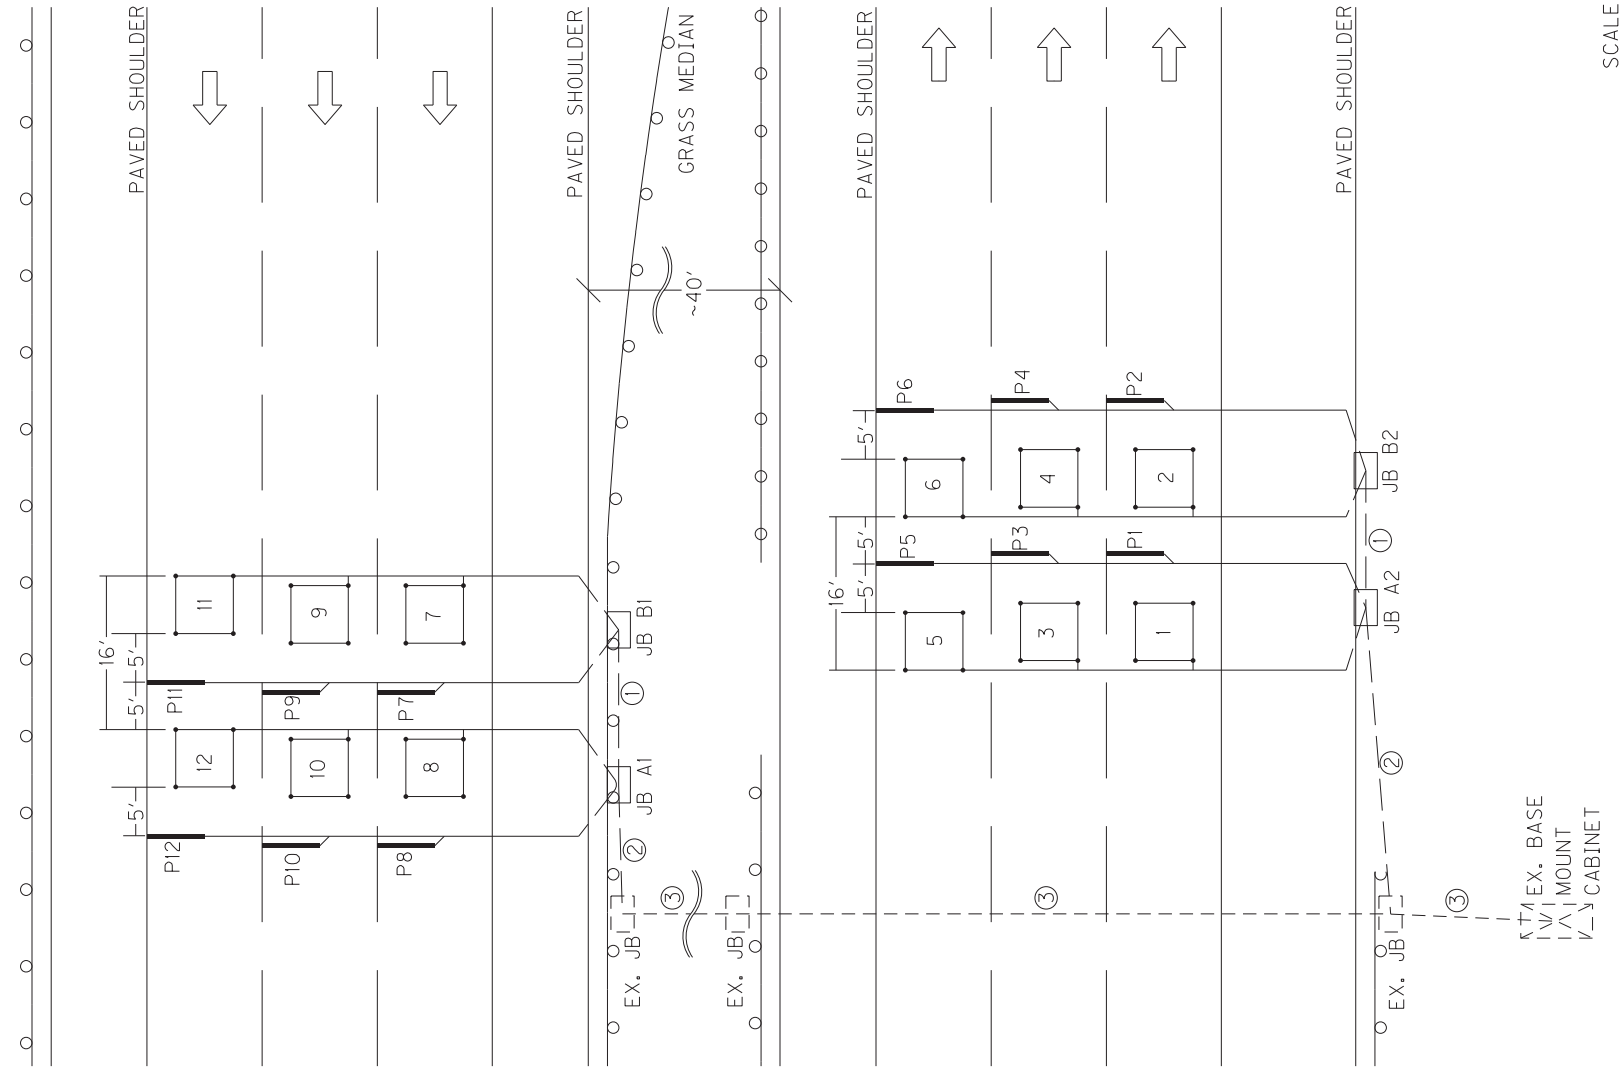 PAVED SHOULDER
PAVED SHOULDER
GRASS MEDIAN
PAVED SHOULDER
PAVED SHOULDER
SCALE
~40'
P6
P4
P2
5'
6
4
2
JB B2
16'
5'
5'
P5
P3
P1
1
5
3
1
JB A2
2
16'
5'
5'
11
9
7
JB B1
P11
P9
P7
1
12
10
8
JB A1
5'
P12
P10
P8
2
3
3
3
EX. JB
EX. JB
EX. JB
EX. BASE
MOUNT
CABINET